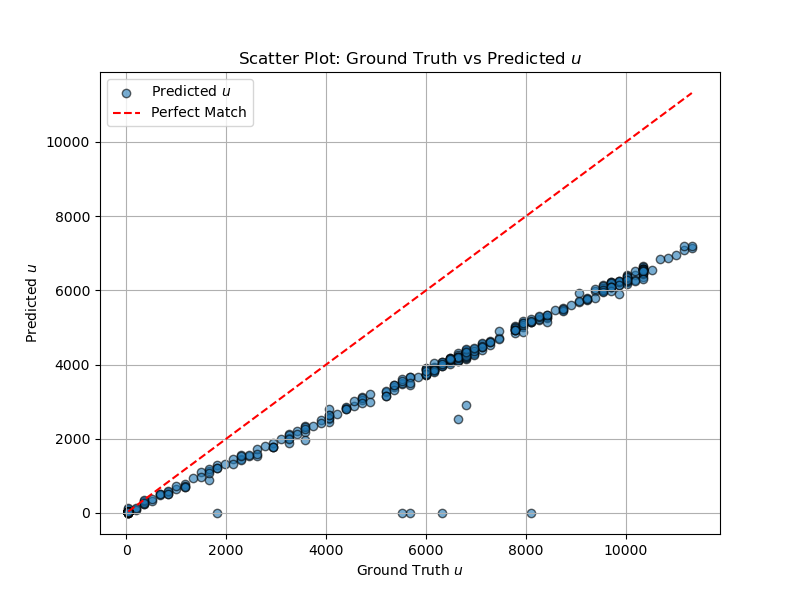 Scatter Plot: Ground Truth vs Predicted u
Predicted u
Perfect Match
10000
8000
6000
4000
2000
0
Predicted u
0 2000 4000 6000 8000 10000
Ground Truth u